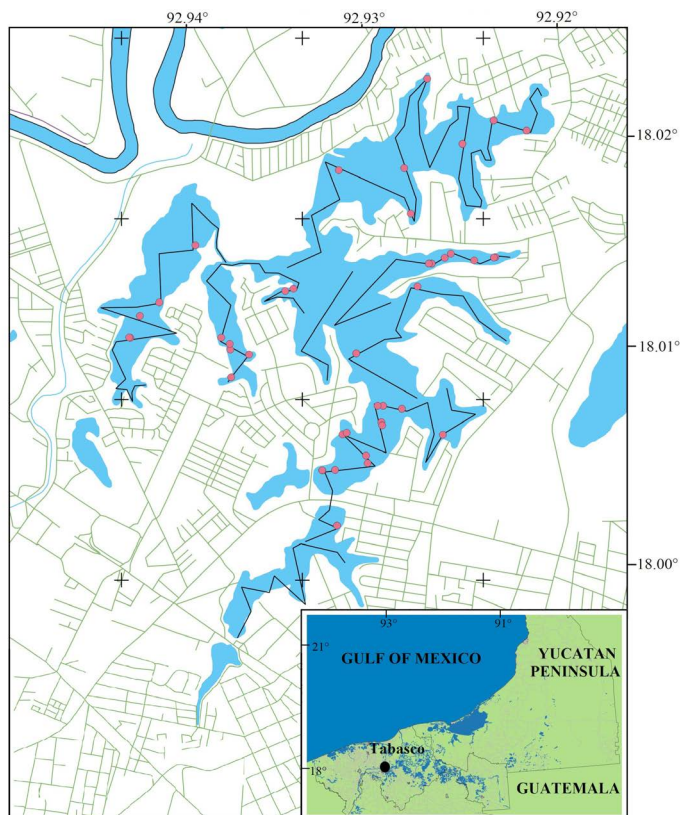 92.94°
92.93°
92.92°
18.02°
18.01°
18.00°
93°
91°
21°
GULF OF MEXICO
YUCATAN
PENINSULA
Tabasco
18°
GUATEMALA